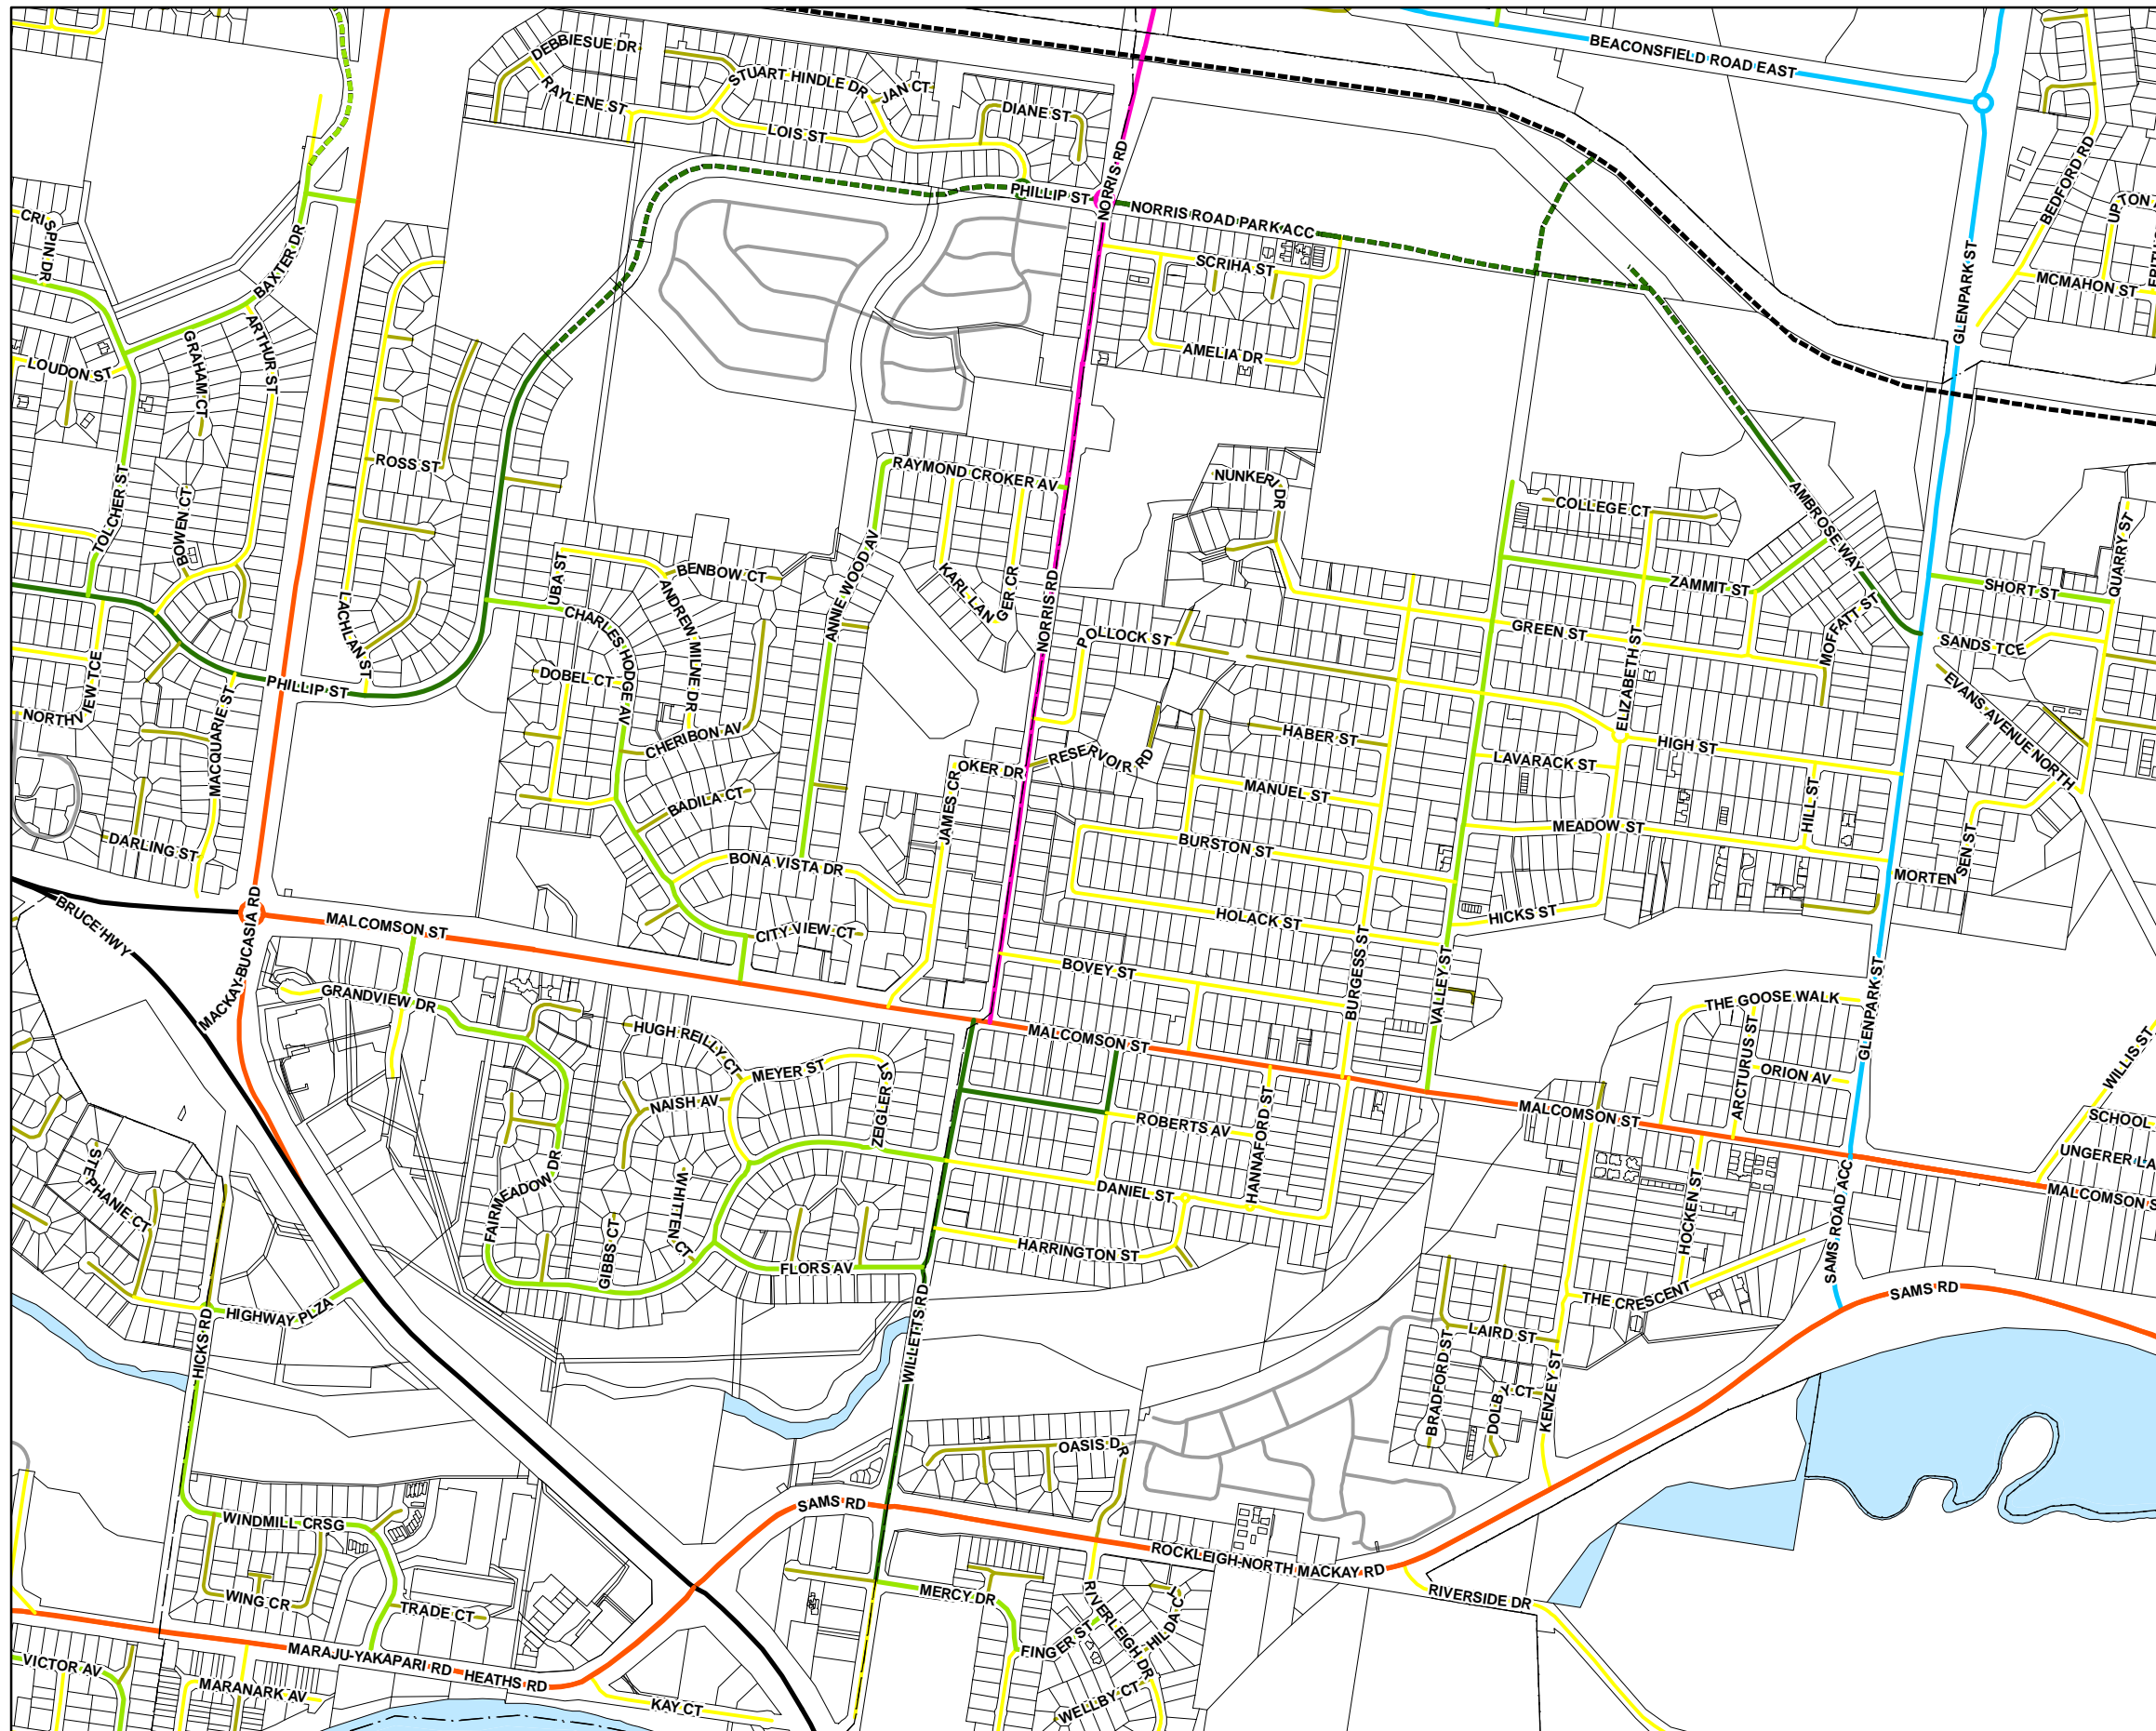 DEBBIESUE DR
RAYLENE ST
STUART HINDLE DR
JAN CT
LOIS ST
DIANE ST
NORRIS RD
PHILLIP ST
NORRIS ROAD PARK ACC
SCRIHA ST
AMELIA DR
BEACONSFIELD ROAD EAST
BEDFORD RD
GLENPARK ST
MCMAHON ST
CRI
SPIN DR
BAXTER DR
ARTHUR ST
GRAHAM CT
LOUDON ST
TOLCHER ST
BOWEN CT
ROSS ST
LACHLAN ST
RAYMOND CROKER AV
ANNIE WOOD AV
KARL LAN
GER CR
NORRIS RD
NUNKERI DR
COLLEGE CT
AMBROSE WAY
ZAMMIT ST
MOFFATT ST
GREEN ST
ELIZABETH ST
SHORT ST
QUARRY ST
SANDS TCE
EVANS AVENUE NORTH
UBA ST
BENBOW CT
CHARLES HODGE AV
ANDREW MILNE DR
DOBEL CT
CHERIBON AV
BADILA CT
BONA VISTA DR
CITY VIEW CT
POLLOCK ST
RESERVOIR RD
OKER DR
JAMES CR
HABER ST
MANUEL ST
BURSTON ST
HOLACK ST
BOVEY ST
BURGESS ST
VALLEY ST
LAVARACK ST
HIGH ST
MEADOW ST
HILL ST
HICKS ST
MORTEN
SEN ST
NORTHVIEW TCE
PHILLIP ST
MACQUARIE ST
DARLING ST
BRUCE HWY
MACKAY-BUCASIA RD
MALCOMSON ST
GRANDVIEW DR
HUGH REILLY CT
MEYER ST
NAISH AV
ZEIGLER ST
MALCOMSON ST
ROBERTS AV
HANNAFORD ST
DANIEL ST
HARRINGTON ST
THE GOOSE WALK
ARCTURUS ST
ORION AV
GLENPARK ST
MALCOMSON ST
WILLIS ST
SCHOOL
UNGERER LA
MALCOMSON S
STEPHANIE CT
FAIRMEADOW DR
WHITTEN CT
GIBBS CT
FLORS AV
WILLETTS RD
HOCKEN ST
THE CRESCENT
SAMS ROAD ACC
SAMS RD
HIGHWAY PLZA
HICKS RD
LAIRD ST
BRADFORD ST
DOLBY CT
KENZEY ST
OASIS DR
SAMS RD
ROCKLEIGH-NORTH MACKAY RD
RIVERSIDE DR
WINDMILL CRSG
WING CR
TRADE CT
MERCY DR
FINGER ST
RIVERLEIGH DR
HILDA CT
WELLBY CT
MARAJU-YAKAPARI RD
HEATHS RD
VICTOR AV
MARANARK AV
KAY CT